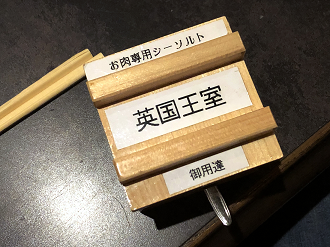 お肉専用シーソルト
英国王室
御用達